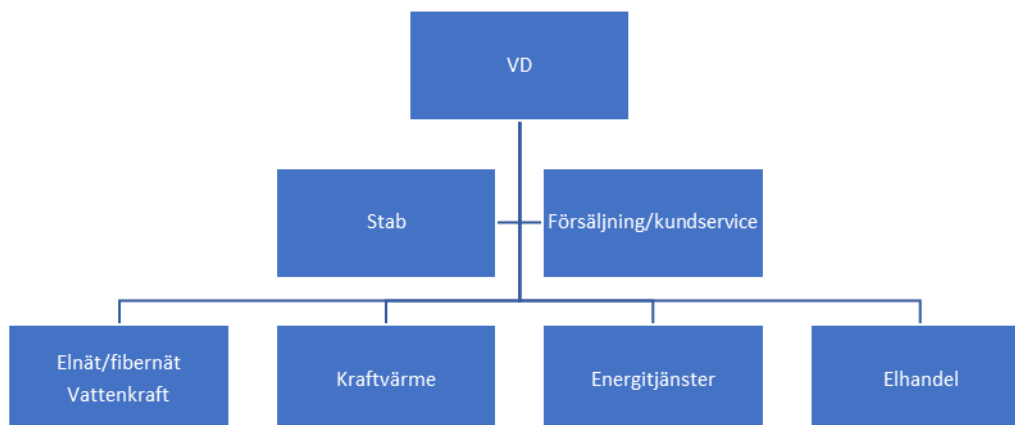 VD
Stab
Försäljning/kundservice
Elnät/fibernät
Vattenkraft
Kraftvärme
Energitjänster
Elhandel